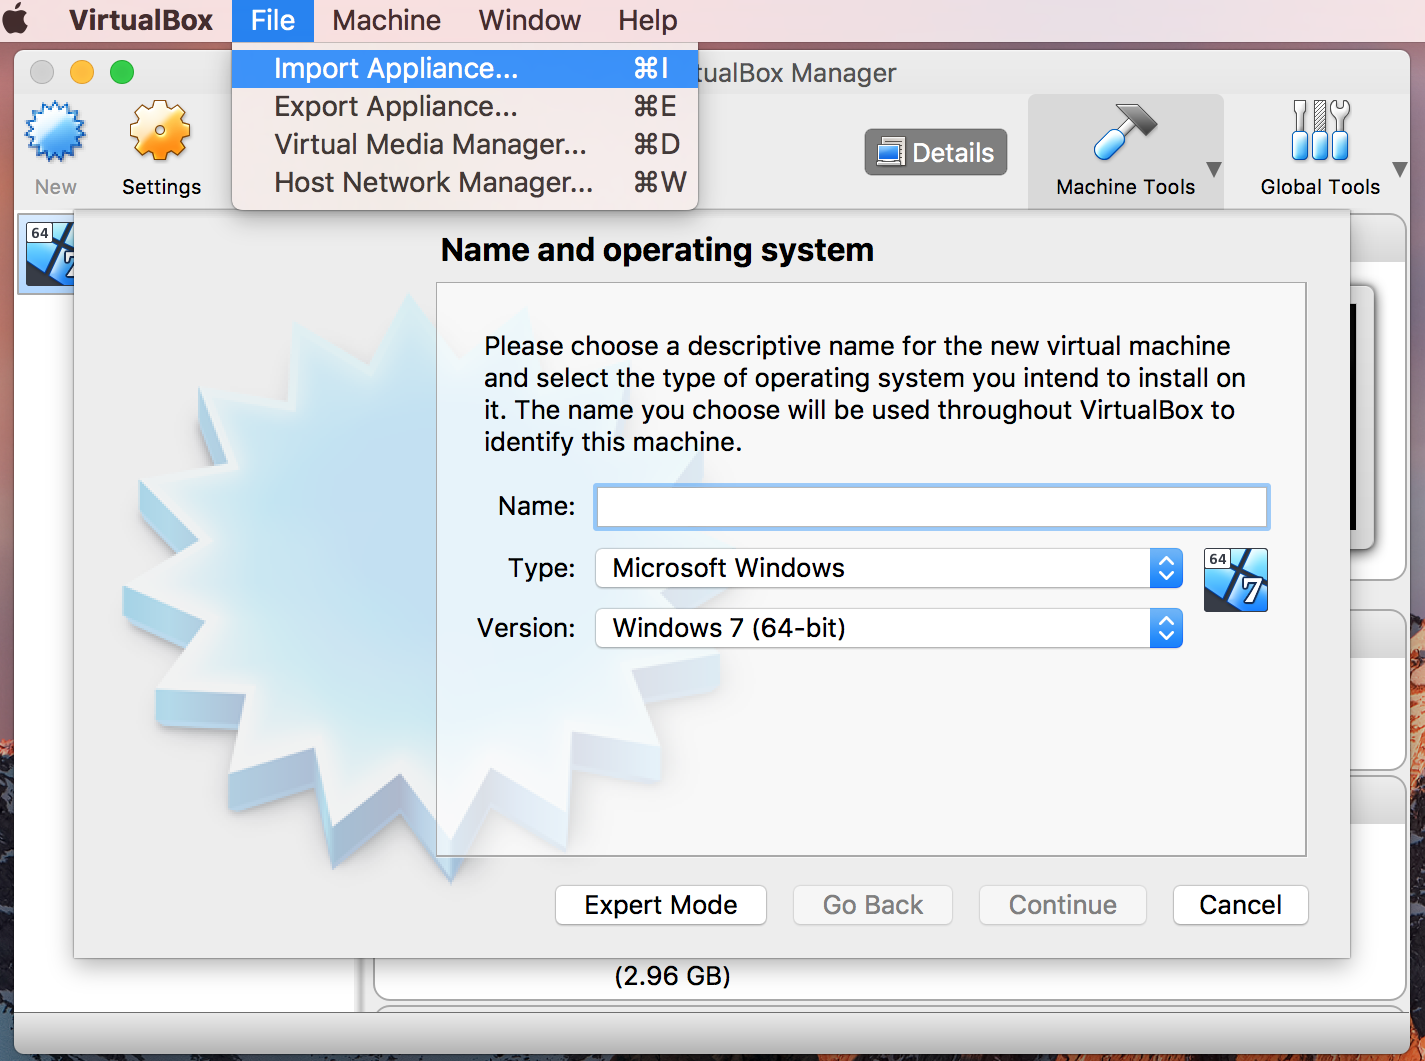 VirtualBox File Machine Window Help
Import Appliance... ⌘I
Export Appliance... ⌘E
Virtual Media Manager... ⌘D
Host Network Manager... ⌘W
tualBox Manager
New
Settings
Details
Machine Tools
Global Tools
64
Name and operating system
Please choose a descriptive name for the new virtual machine
and select the type of operating system you intend to install on
it. The name you choose will be used throughout VirtualBox to
identify this machine.
Name:
Type: Microsoft Windows
64
7
Version: Windows 7 (64-bit)
Expert Mode Go Back Continue Cancel
(2.96 GB)